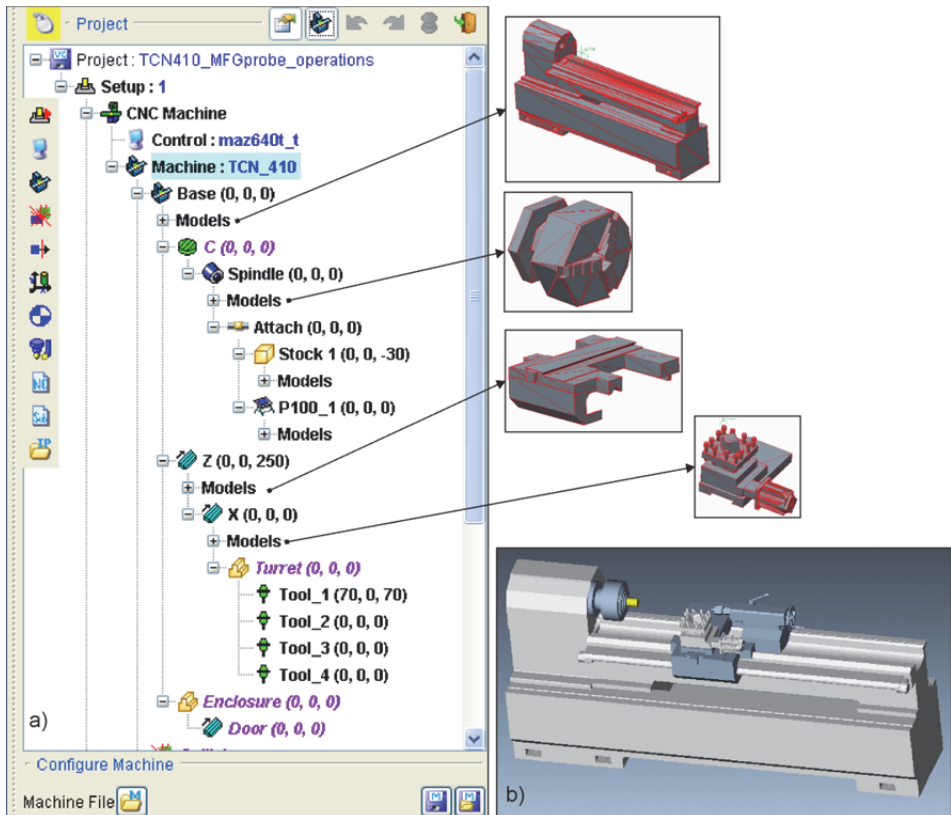 Project
Project : TCN410_MFGprobe_operations
Setup : 1
CNC Machine
Control : maz640t_t
Machine : TCN_410
Base (0, 0, 0)
Models
C (0, 0, 0)
Spindle (0, 0, 0)
Models
Attach (0, 0, 0)
Stock 1 (0, 0, -30)
Models
P100_1 (0, 0, 0)
Models
Z (0, 0, 250)
Models
X (0, 0, 0)
Models
Turret (0, 0, 0)
Tool_1 (70, 0, 70)
Tool_2 (0, 0, 0)
Tool_3 (0, 0, 0)
Tool_4 (0, 0, 0)
Enclosure (0, 0, 0)
Door (0, 0, 0)
a)
Configure Machine
Machine File
b)